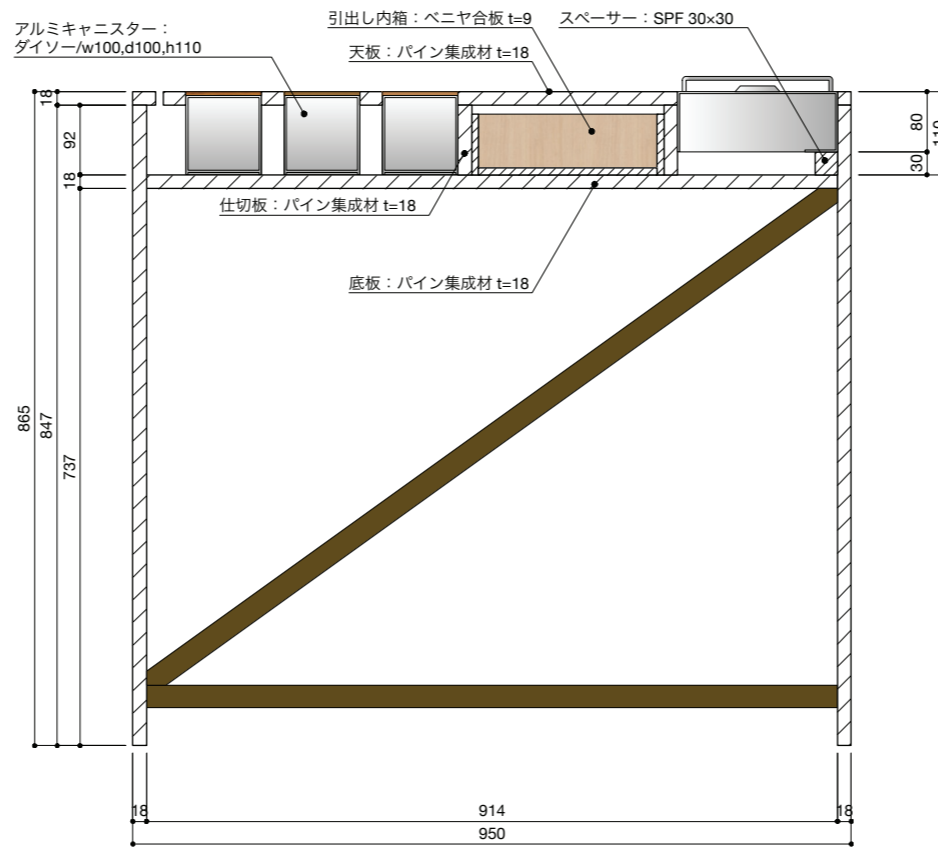 アルミキャニスター：
ダイソー/w100,d100,h110
引出し内箱：ベニヤ合板 t=9
スペーサー：SPF 30×30
天板：パイン集成材 t=18
仕切板：パイン集成材 t=18
底板：パイン集成材 t=18
18
92
18
865
847
737
80
30
110
18
914
18
950